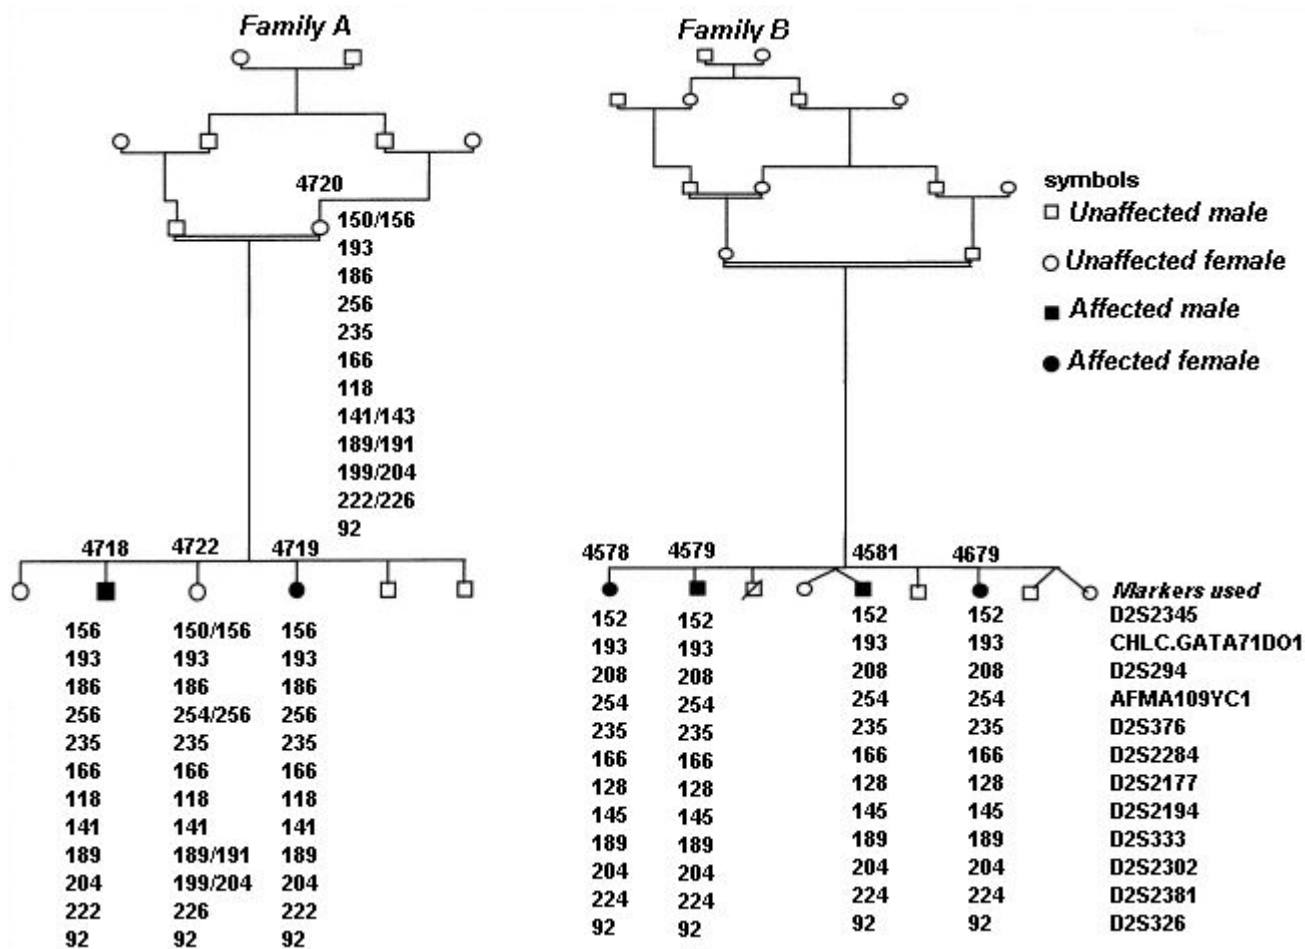 Family A
Family B
4720
150/156
193
186
256
235
166
118
141/143
189/191
199/204
222/226
92
symbols
Unaffected male
Unaffected female
Affected male
Affected female
4718 4722 4719
156 150/156 156
193 193 193
186 186 186
256 254/256 256
235 235 235
166 166 166
118 118 118
141 141 141
189 189/191 189
204 199/204 204
222 226 222
92 92 92
4578 4579 4581 4679
Markers used
152 152 152 152 D2S2345
193 193 193 193 CHLC.GATA71DO1
208 208 208 208 D2S294
254 254 254 254 AFMA109YC1
235 235 235 235 D2S376
166 166 166 166 D2S2284
128 128 128 128 D2S2177
145 145 145 145 D2S2194
189 189 189 189 D2S333
204 204 204 204 D2S2302
224 224 224 224 D2S2381
92 92 92 92 D2S326